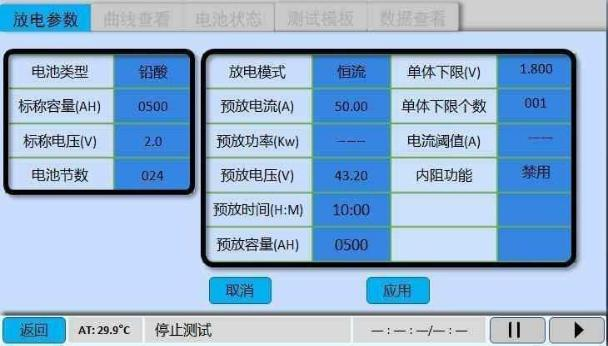 放电参数 曲线查看 电池状态 测试模板 数据查看
电池类型 铅酸 放电模式 恒流 单体下限(V) 1.800
标称容量(AH) 0500 预放电流(A) 50.00 单体下限个数 001
标称电压(V) 2.0 预放功率(Kw) --- 电流阈值(A) ---
电池节数 024 预放电压(V) 43.20 内阻功能 禁用
预放时间(H:M) 10:00
预放容量(AH) 0500
取消 应用
返回 AT: 29.9°C 停止测试 —:—:—/—:—